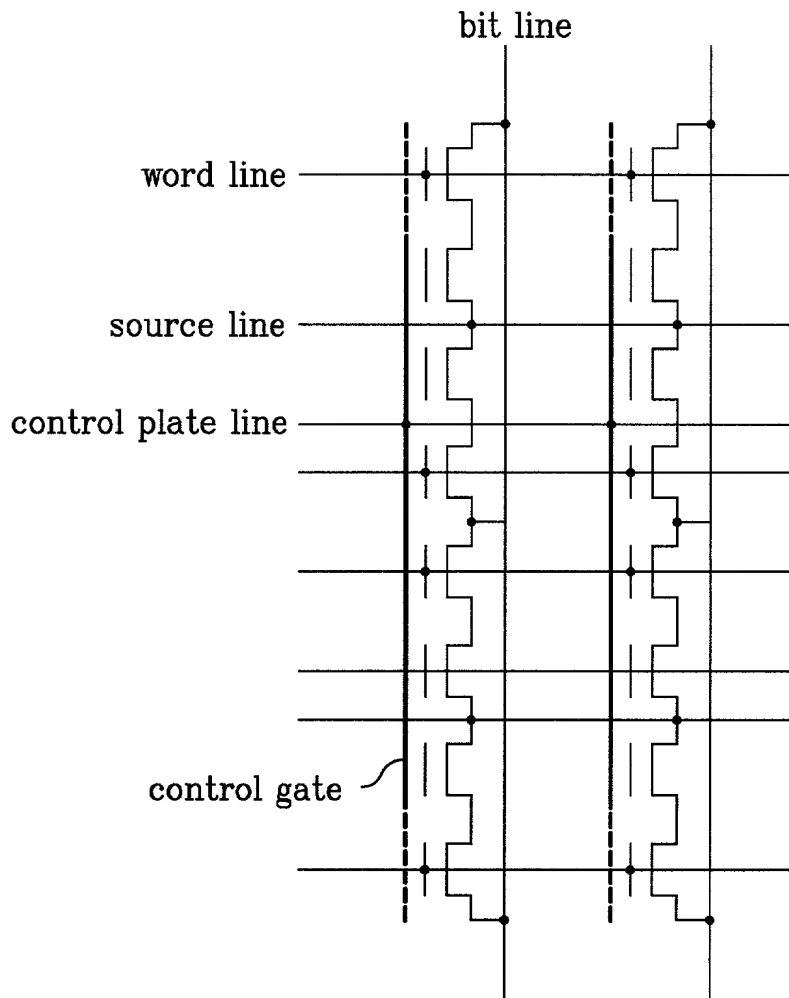 bit line
word line
source line
control plate line
control gate